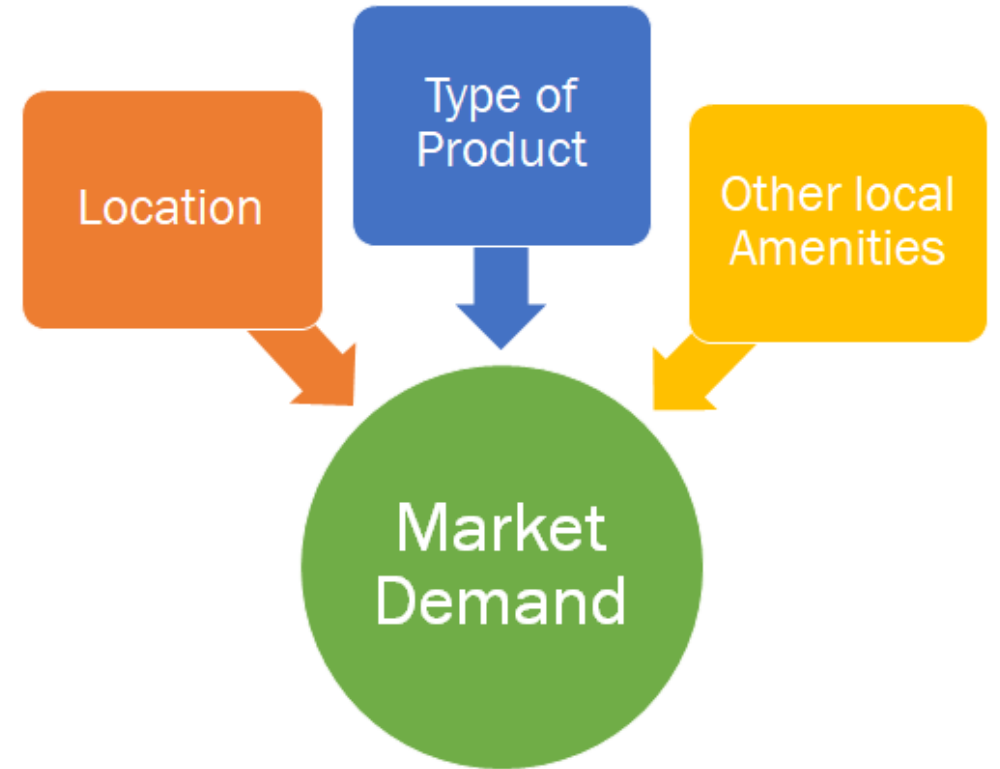 Type of
Product
Location
Other local
Amenities
Market
Demand